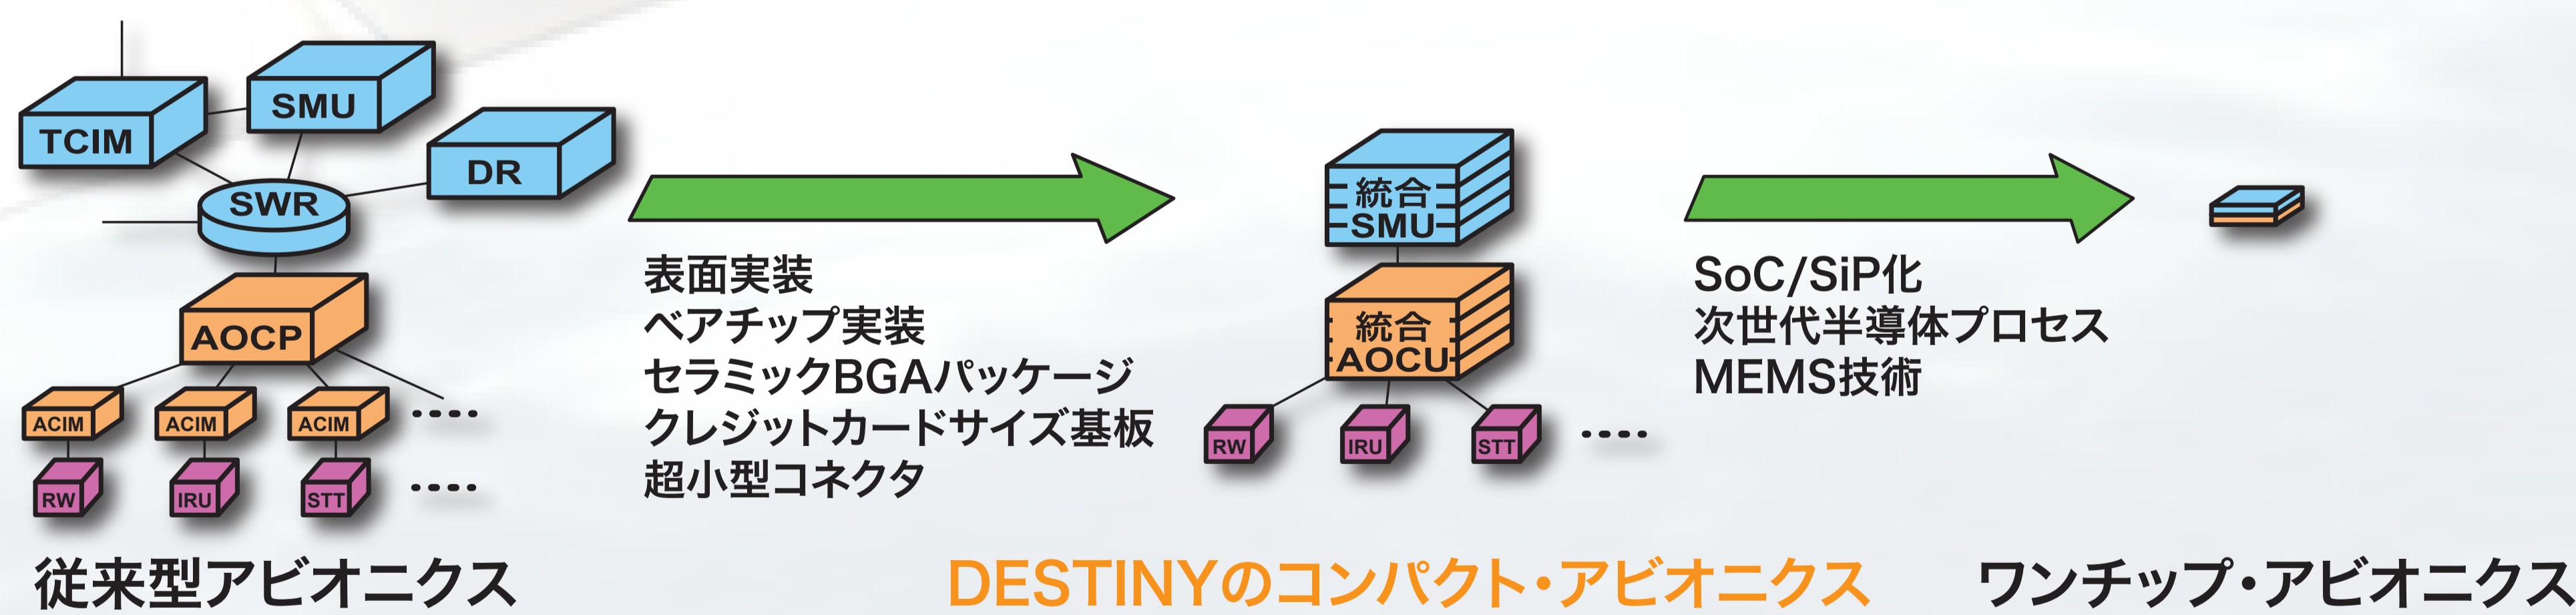 TCIM
SMU
DR
SWR
AOCP
ACIM
ACIM
ACIM
RW
IRU
STT
従来型アビオニクス
表面実装
ベアチップ実装
セラミックBGAパッケージ
クレジットカードサイズ基板
超小型コネクタ
統合
SMU
統合
AOCU
RW
IRU
STT
DESTINYのコンパクト・アビオニクス
SoC/SiP化
次世代半導体プロセス
MEMS技術
ワンチップ・アビオニクス